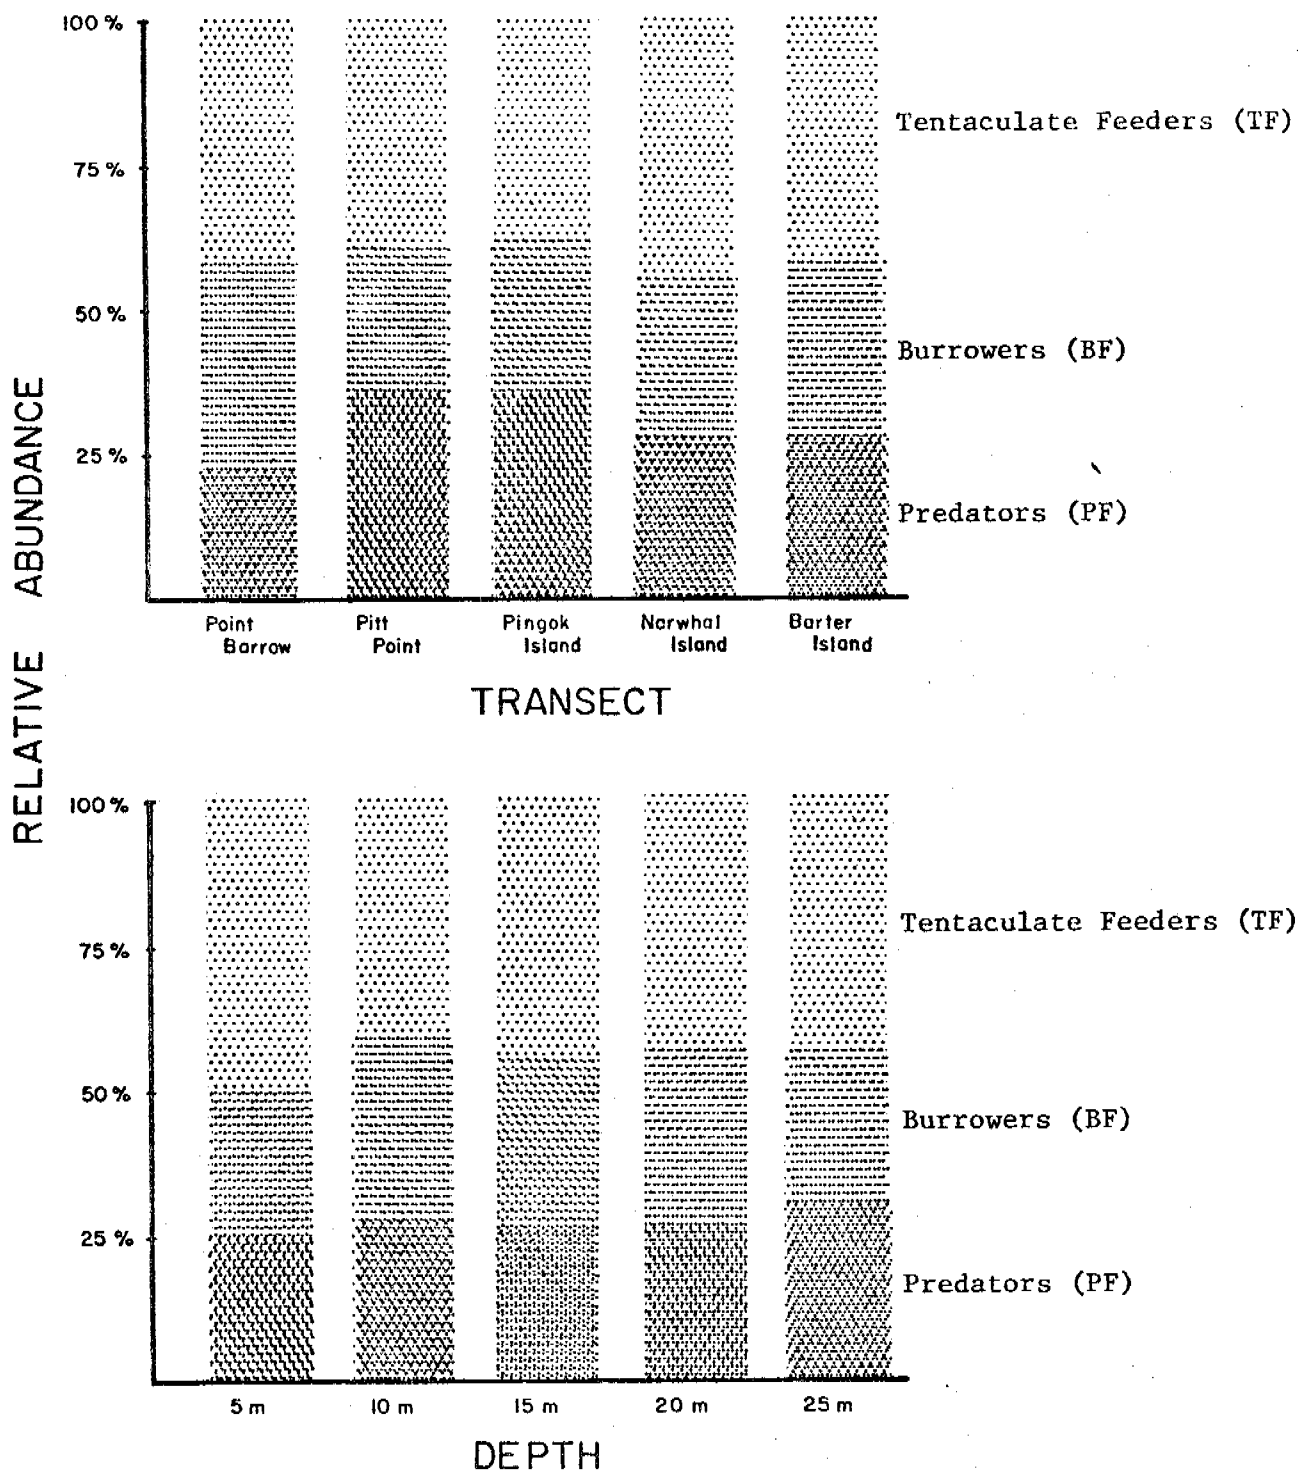 RELATIVE ABUNDANCE
100 %
75 %
50 %
25 %
Tentaculate Feeders (TF)
Burrowers (BF)
Predators (PF)
Point Barrow
Pitt Point
Pingok Island
Narwhal Island
Barter Island
TRANSECT
100 %
75 %
50 %
25 %
Tentaculate Feeders (TF)
Burrowers (BF)
Predators (PF)
5 m
10 m
15 m
20 m
25 m
DEPTH